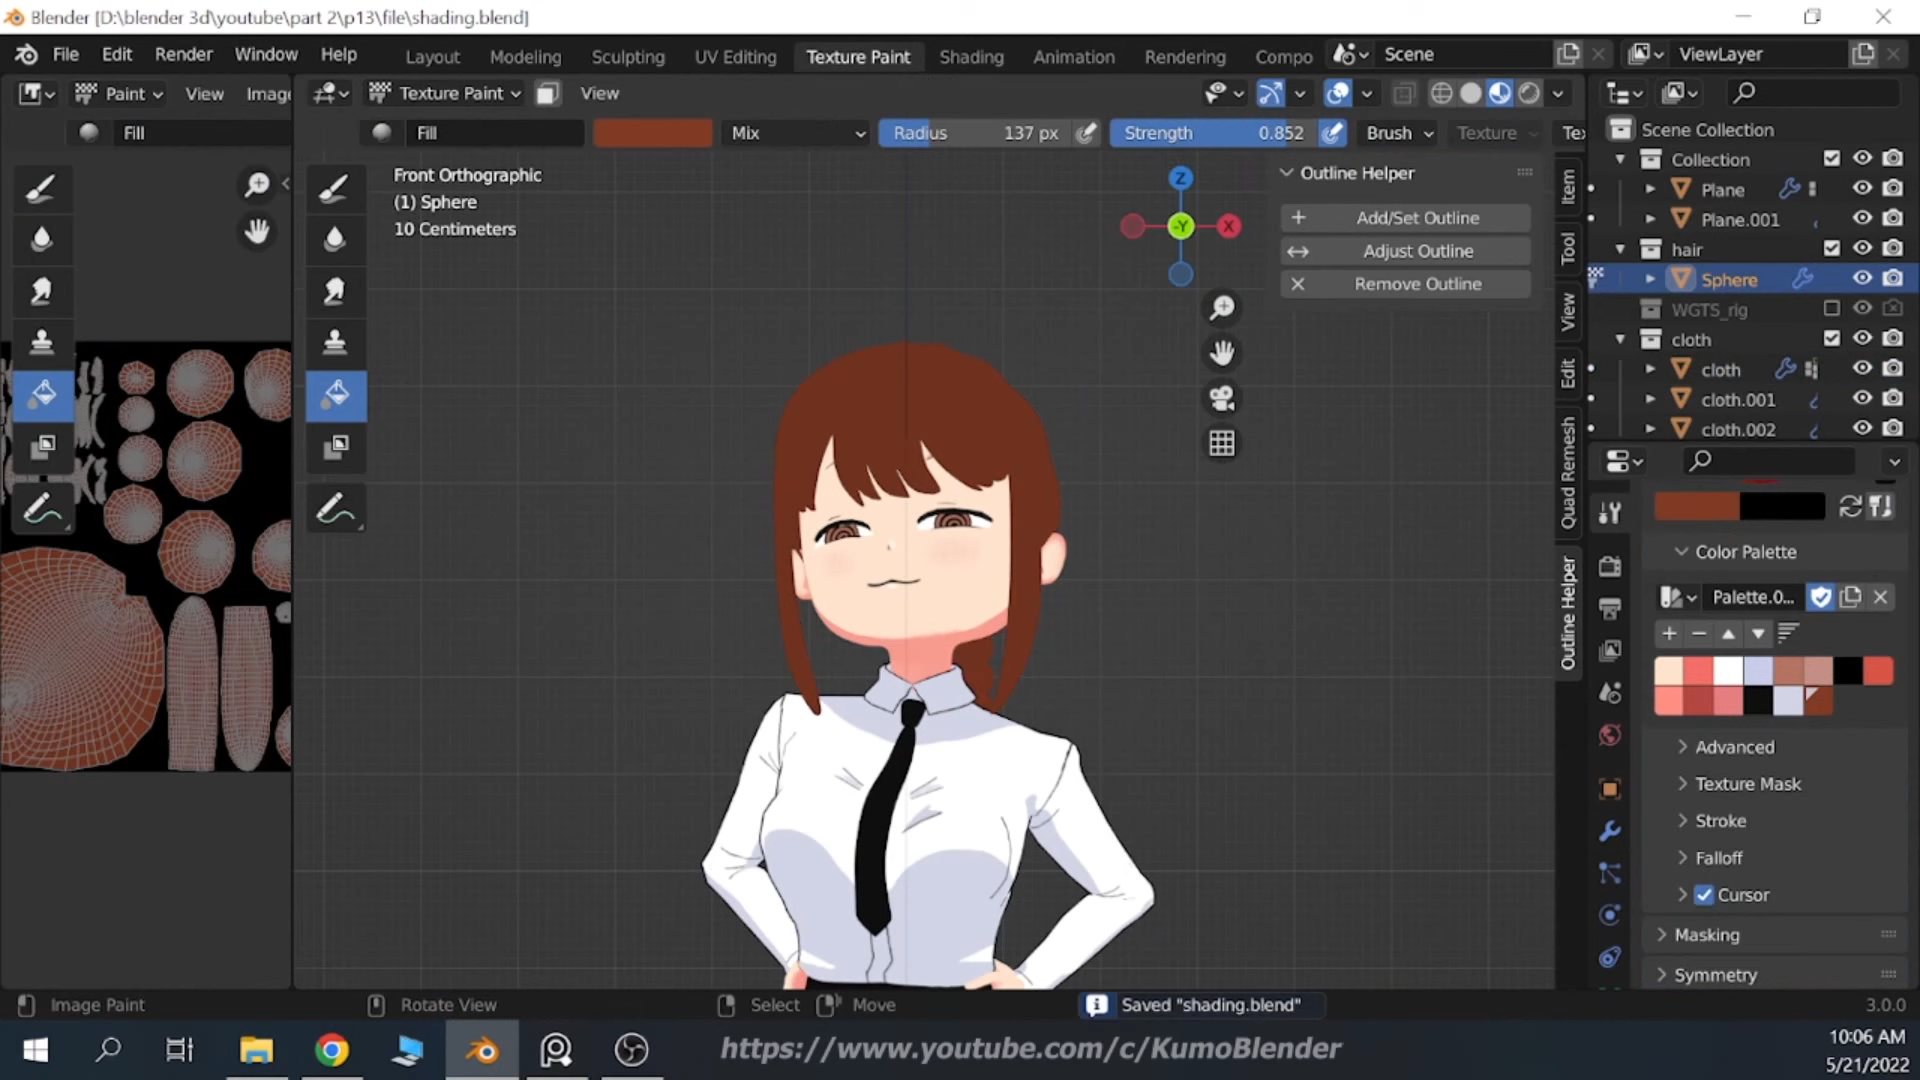 Blender [D:\blender 3d\youtube\part 2\p13\file\shading.blend]
File Edit Render Window Help Layout Modeling Sculpting UV Editing Texture Paint Shading Animation Rendering Compo Scene ViewLayer
Paint View Imag Texture Paint View
Fill Fill Mix Radius 137 px Strength 0.852 Brush Texture Te
Front Orthographic
(1) Sphere
10 Centimeters
Z
-Y
X
Outline Helper
Add/Set Outline
Adjust Outline
Remove Outline
Item
Tool
View
Edit
Quad Remesh
Outline Helper
Scene Collection
Collection
Plane
Plane.001
hair
Sphere
WGTS_rig
cloth
cloth
cloth.001
cloth.002
Color Palette
Palette.0...
Advanced
Texture Mask
Stroke
Falloff
Cursor
Masking
Symmetry
Image Paint Rotate View Select Move Saved "shading.blend" 3.0.0
https://www.youtube.com/c/KumoBlender
10:06 AM
5/21/2022